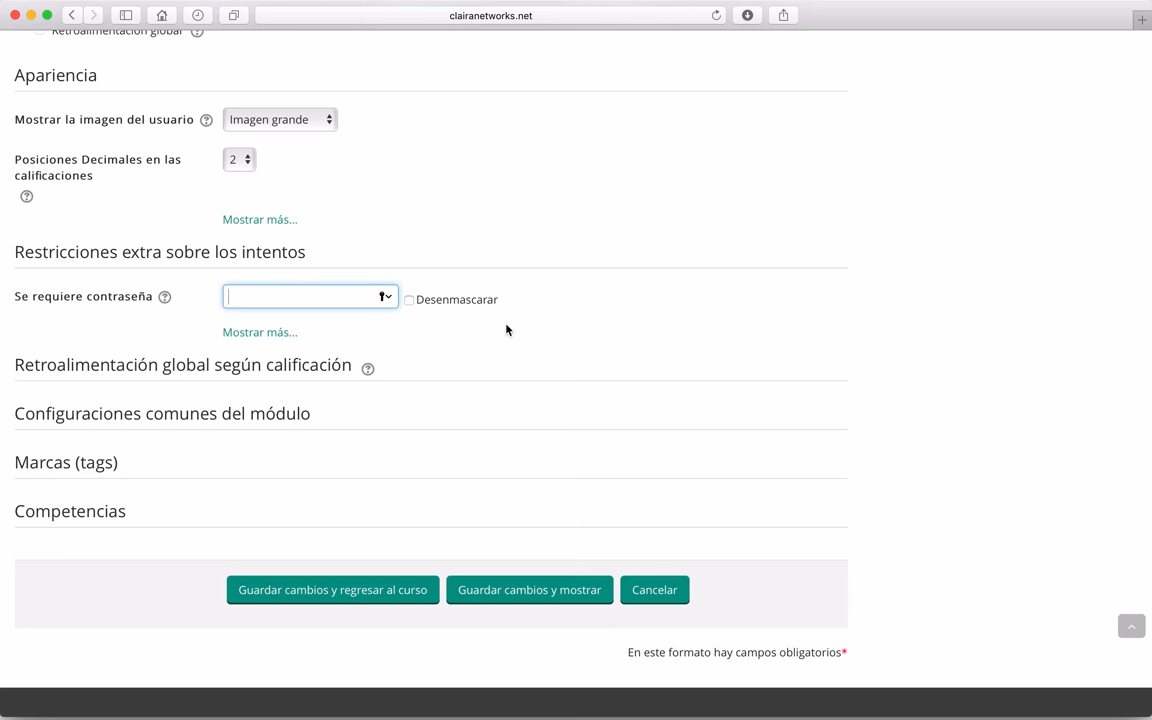 clairanetworks.net
Retroalimentación global
Apariencia
Mostrar la imagen del usuario
Imagen grande
Posiciones Decimales en las
calificaciones
2
Mostrar más...
Restricciones extra sobre los intentos
Se requiere contraseña
Desenmascarar
Mostrar más...
Retroalimentación global según calificación
Configuraciones comunes del módulo
Marcas (tags)
Competencias
Guardar cambios y regresar al curso
Guardar cambios y mostrar
Cancelar
En este formato hay campos obligatorios*